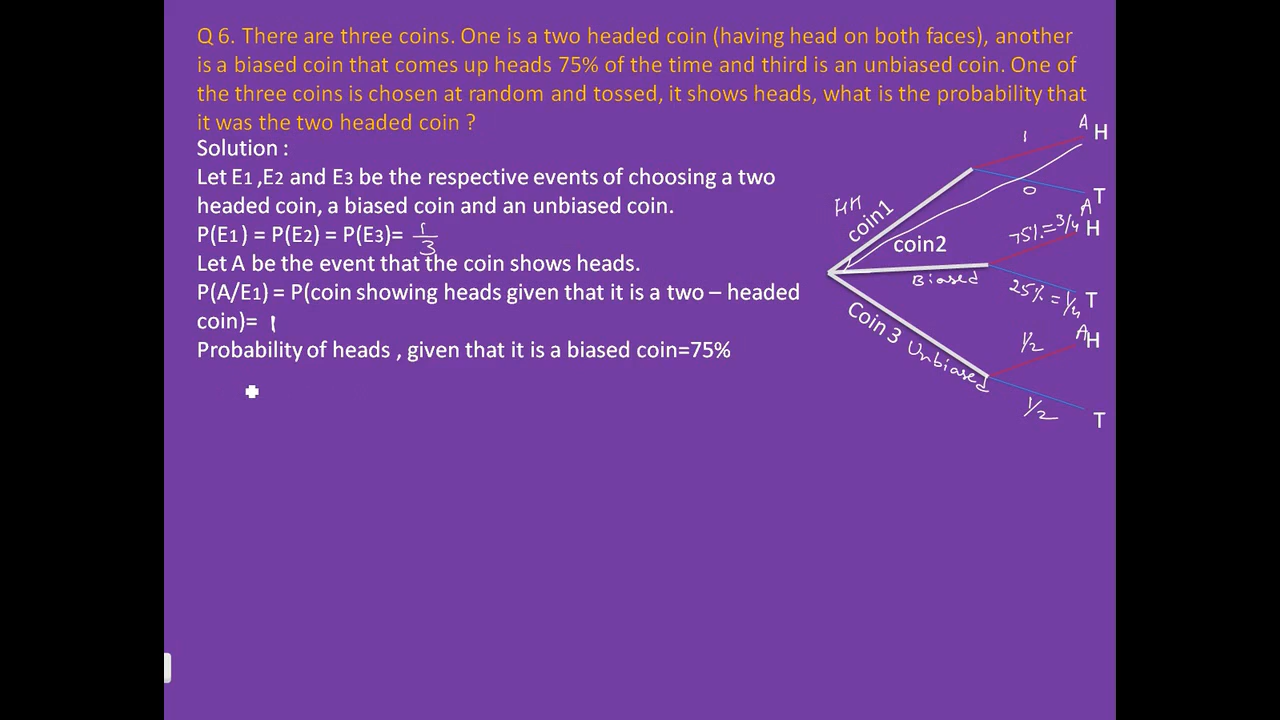 Q 6. There are three coins. One is a two headed coin (having head on both faces), another
is a biased coin that comes up heads 75% of the time and third is an unbiased coin. One of
the three coins is chosen at random and tossed, it shows heads, what is the probability that
it was the two headed coin ?
Solution :
Let E1 ,E2 and E3 be the respective events of choosing a two
headed coin, a biased coin and an unbiased coin.
P(E1 ) = P(E2) = P(E3)= 1/3
Let A be the event that the coin shows heads.
P(A/E1) = P(coin showing heads given that it is a two – headed
coin)= 1
Probability of heads , given that it is a biased coin=75%
1 A H
HH coin1
0 A T
coin2 75%=3/4 H
Biased 25%=1/4 T
Coin 3 Unbiased 1/2 A H
1/2 T